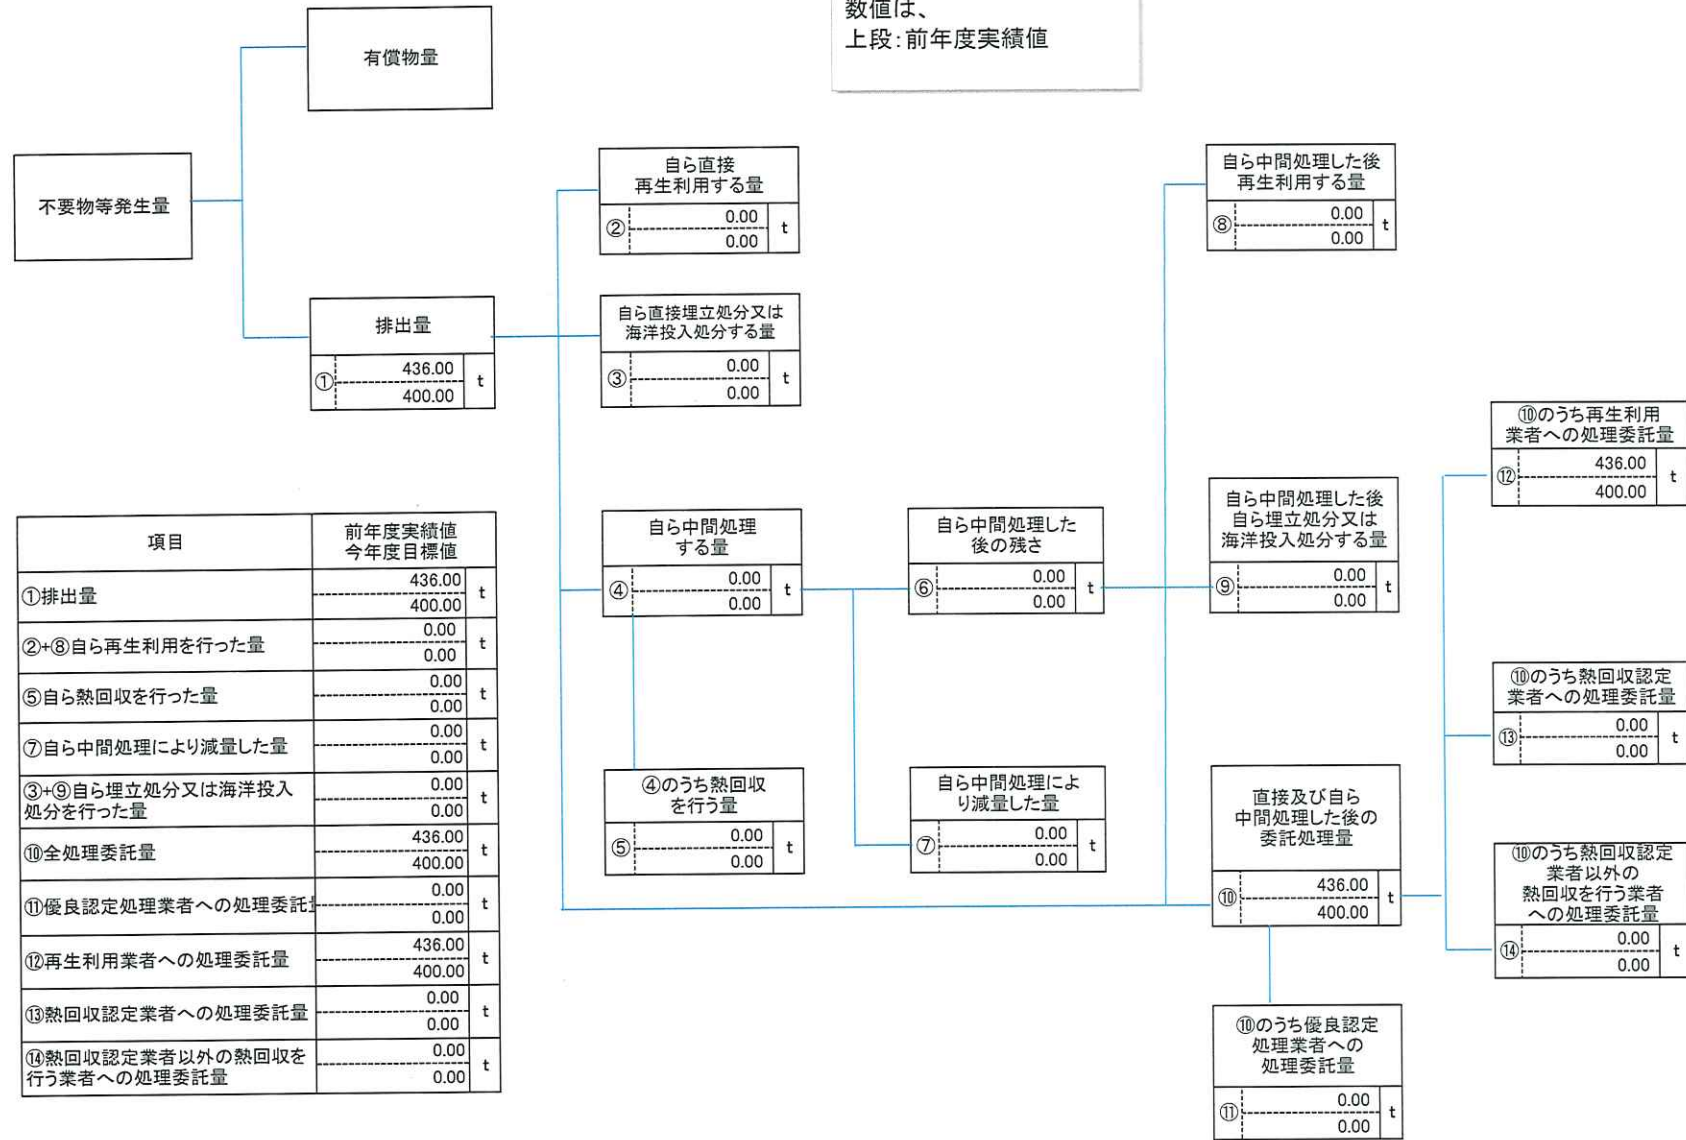 数値は、
上段：前年度実績値
有償物量
不要物等発生量
排出量
① 436.00 t
400.00
自ら直接
再生利用する量
② 0.00 t
0.00
自ら直接埋立処分又は
海洋投入処分する量
③ 0.00 t
0.00
自ら中間処理
する量
④ 0.00 t
0.00
④のうち熱回収
を行う量
⑤ 0.00 t
0.00
自ら中間処理した
後の残さ
⑥ 0.00 t
0.00
自ら中間処理によ
り減量した量
⑦ 0.00 t
0.00
自ら中間処理した後
再生利用する量
⑧ 0.00 t
0.00
自ら中間処理した後
自ら埋立処分又は
海洋投入処分する量
⑨ 0.00 t
0.00
直接及び自ら
中間処理した後の
委託処理量
⑩ 436.00 t
400.00
⑩のうち優良認定
処理業者への
処理委託量
⑪ 0.00 t
0.00
⑩のうち再生利用
業者への処理委託量
⑫ 436.00 t
400.00
⑩のうち熱回収認定
業者への処理委託量
⑬ 0.00 t
0.00
⑩のうち熱回収認定
業者以外の
熱回収を行う業者
への処理委託量
⑭ 0.00 t
0.00
項目 前年度実績値
今年度目標値
①排出量 436.00 t
400.00
②+⑧自ら再生利用を行った量 0.00 t
0.00
⑤自ら熱回収を行った量 0.00 t
0.00
⑦自ら中間処理により減量した量 0.00 t
0.00
③+⑨自ら埋立処分又は海洋投入
処分を行った量 0.00 t
0.00
⑩全処理委託量 436.00 t
400.00
⑪優良認定処理業者への処理委託 0.00 t
0.00
⑫再生利用業者への処理委託量 436.00 t
400.00
⑬熱回収認定業者への処理委託量 0.00 t
0.00
⑭熱回収認定業者以外の熱回収を
行う業者への処理委託量 0.00 t
0.00